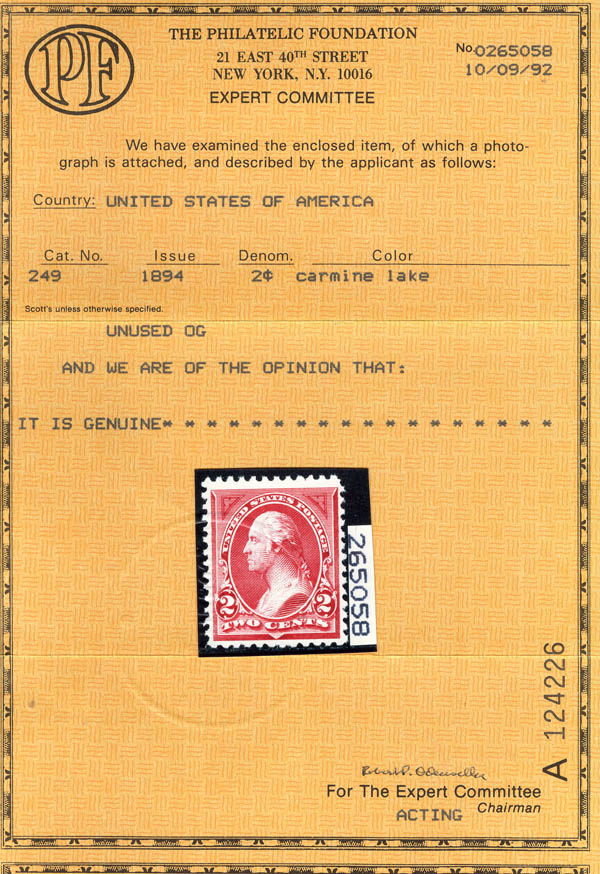 PF
THE PHILATELIC FOUNDATION
21 EAST 40TH STREET
NEW YORK, N.Y. 10016
EXPERT COMMITTEE
No.0265058
10/09/92
We have examined the enclosed item, of which a photo-
graph is attached, and described by the applicant as follows:
Country: UNITED STATES OF AMERICA
Cat. No. Issue Denom. Color
249 1894 2¢ carmine lake
Scott's unless otherwise specified.
UNUSED OG
AND WE ARE OF THE OPINION THAT:
IT IS GENUINE* * * * * * * * * * * * * * * * * *
UNITED STATES POSTAGE
2 2
TWO CENTS
265058
A 124226
For The Expert Committee
Chairman
ACTING